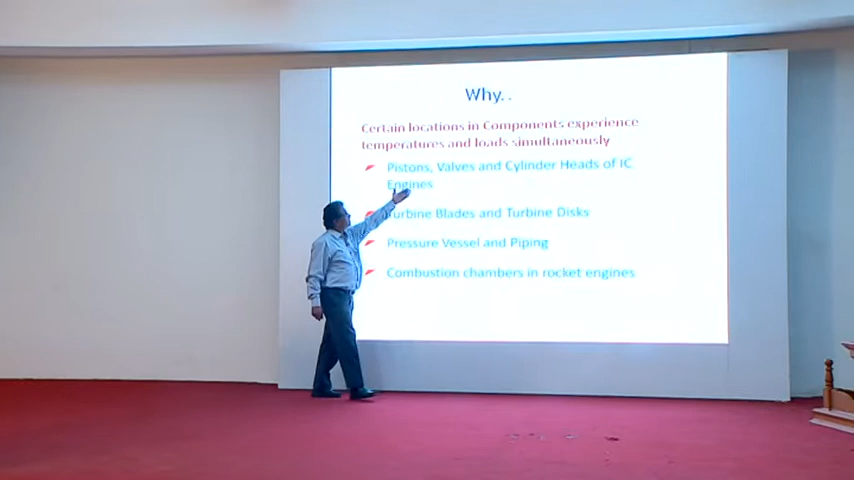 Why. .
Certain locations in Components experience
temperatures and loads simultaneously
Pistons, Valves and Cylinder Heads of IC
Engines
Turbine Blades and Turbine Disks
Pressure Vessel and Piping
Combustion chambers in rocket engines